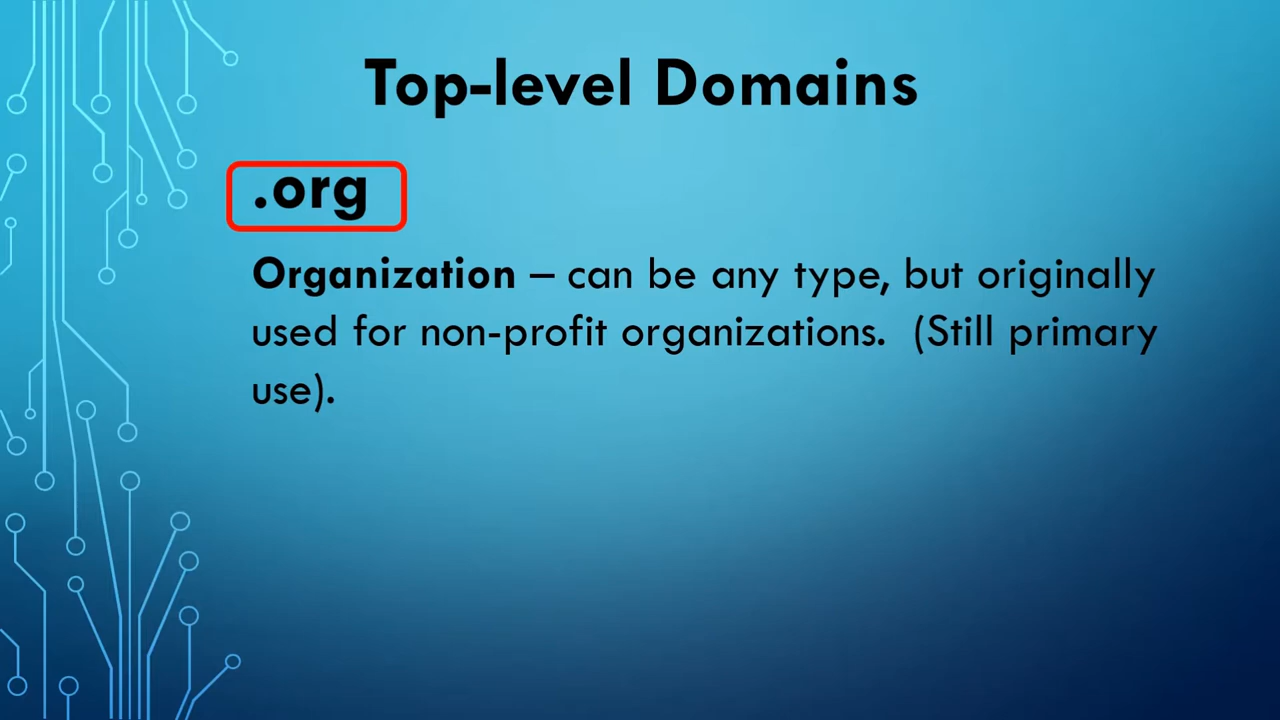 Top-level Domains
.org
Organization – can be any type, but originally
used for non-profit organizations.  (Still primary
use).